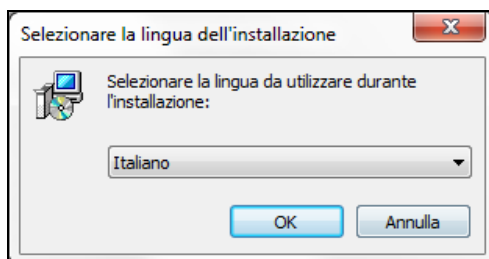 Selezionare la lingua dell'installazione
Selezionare la lingua da utilizzare durante
l'installazione:
Italiano
OK
Annulla